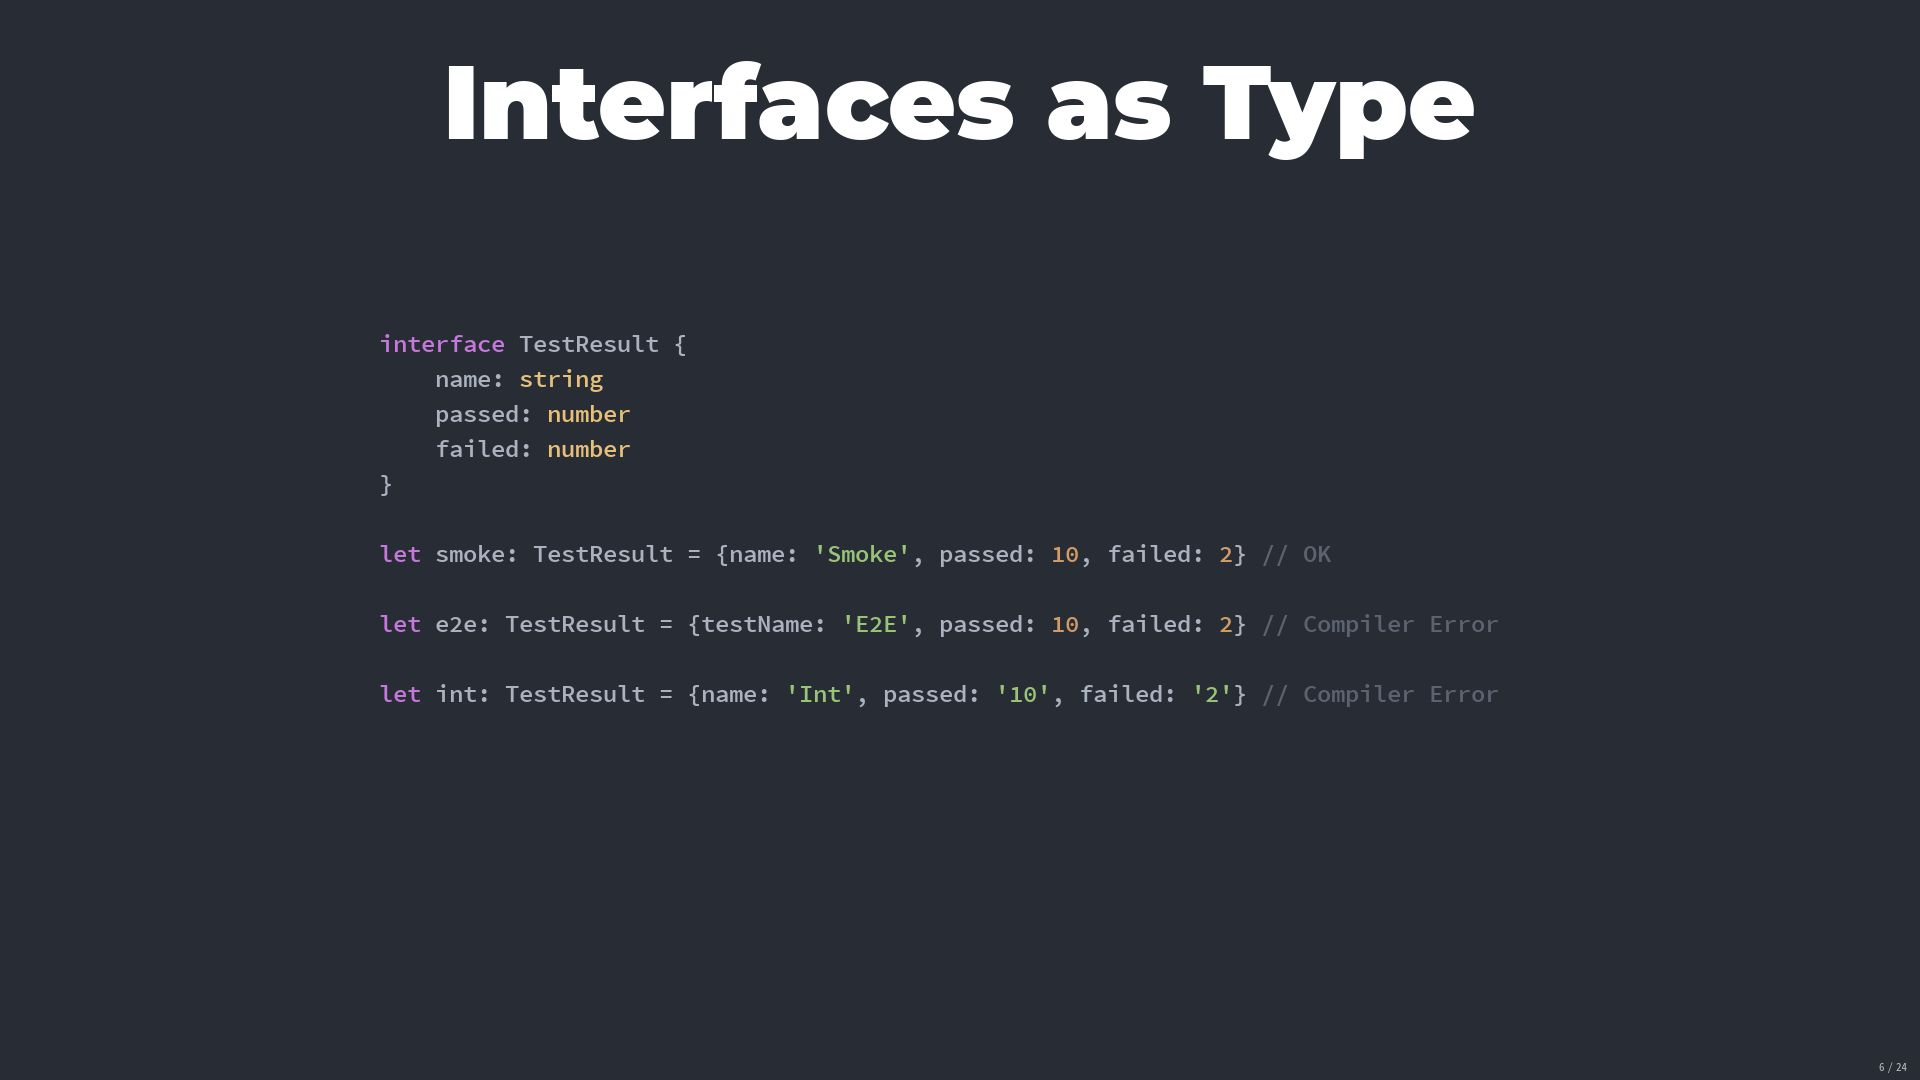 Interfaces as Type
interface TestResult {
    name: string
    passed: number
    failed: number
}
let smoke: TestResult = {name: 'Smoke', passed: 10, failed: 2} // OK
let e2e: TestResult = {testName: 'E2E', passed: 10, failed: 2} // Compiler Error
let int: TestResult = {name: 'Int', passed: '10', failed: '2'} // Compiler Error
6 / 24